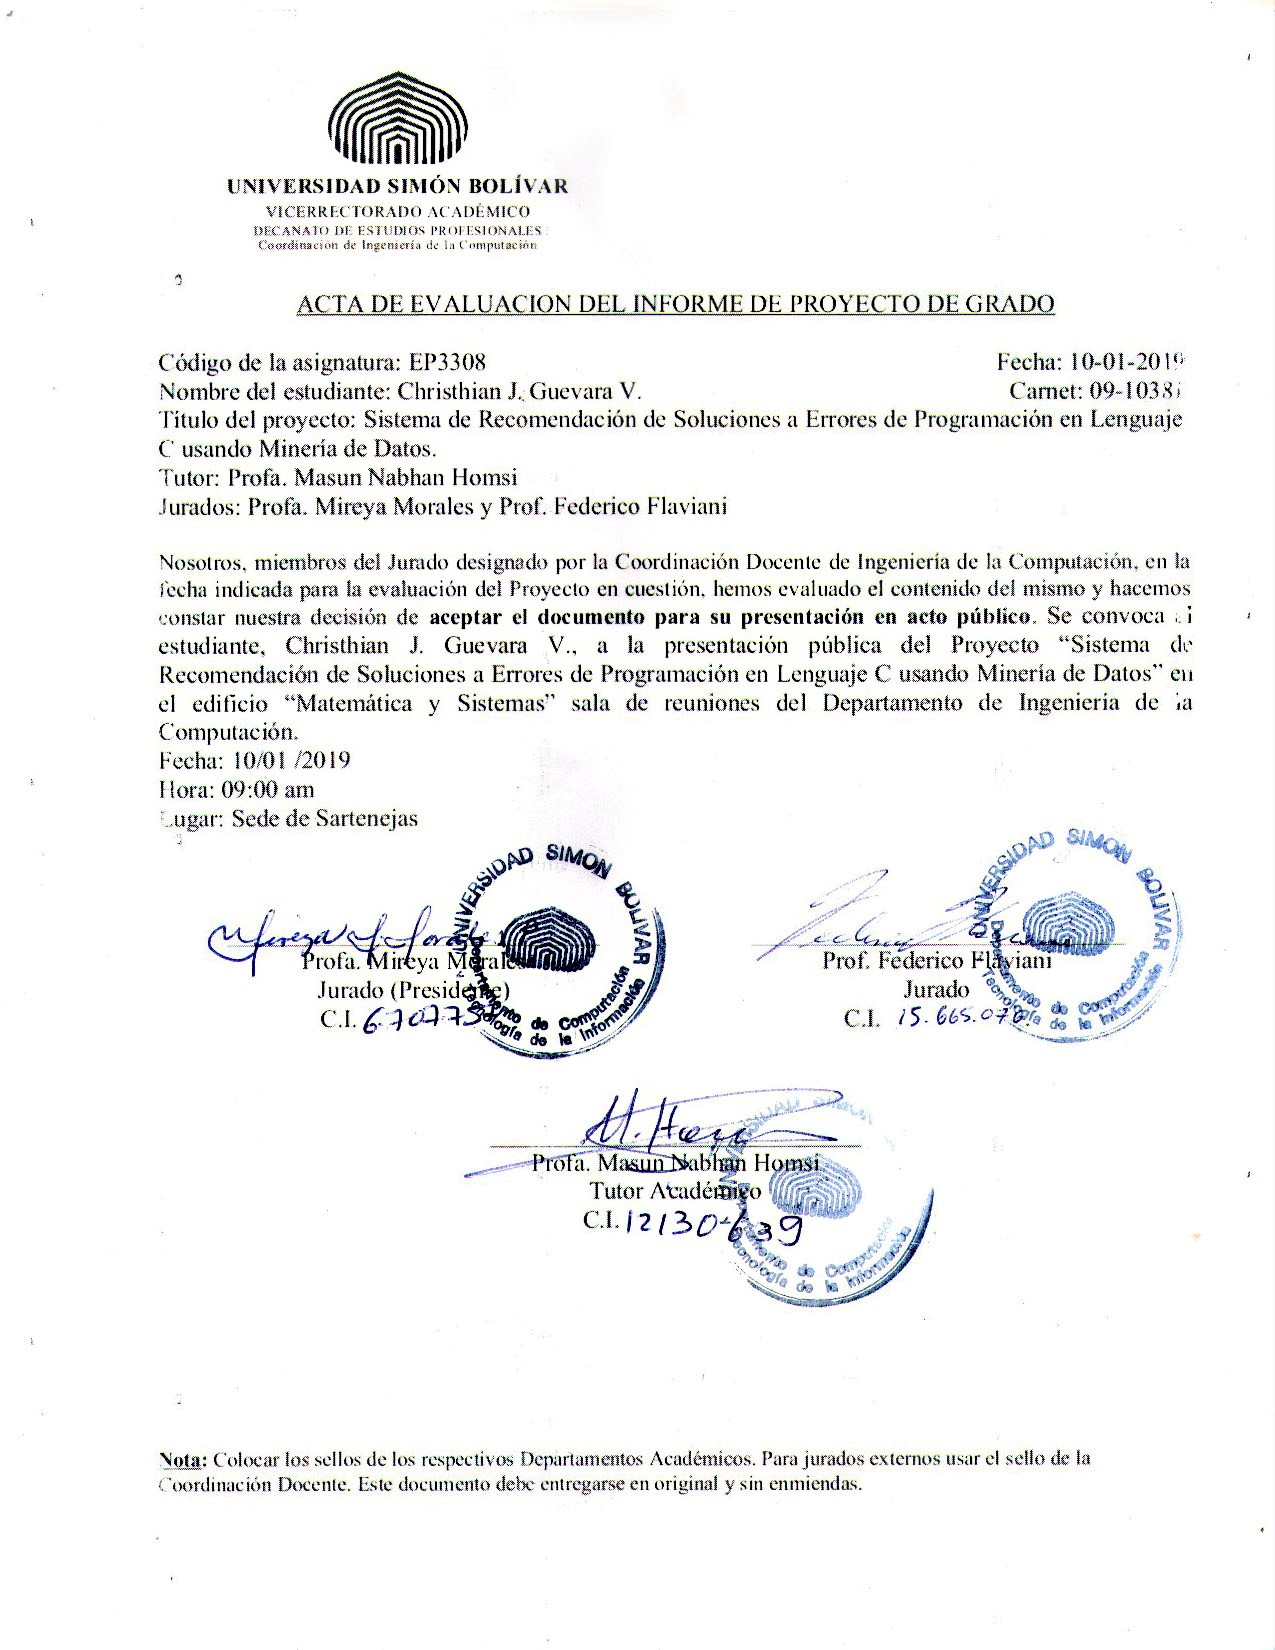 UNIVERSIDAD SIMÓN BOLÍVAR
VICERRECTORADO ACADÉMICO
DECANATO DE ESTUDIOS PROFESIONALES
Coordinación de Ingeniería de la Computación
ACTA DE EVALUACION DEL INFORME DE PROYECTO DE GRADO
Código de la asignatura: EP3308 Fecha: 10-01-2019
Nombre del estudiante: Christhian J. Guevara V. Carnet:
Título del proyecto: Sistema de Recomendación de Soluciones a Errores de Programación en Lenguaje
C usando Minería de Datos.
Tutor: Profa. Masun Nabhan Homsi
Jurados: Profa. Mireya Morales y Prof. Federico Flaviani
Nosotros, miembros del Jurado designado por la Coordinación Docente de Ingeniería de la Computación, en la
fecha indicada para la evaluación del Proyecto en cuestión, hemos evaluado el contenido del mismo y hacemos
constar nuestra decisión de aceptar el documento para su presentación en acto público. Se convoca al
estudiante, Christhian J. Guevara V., a la presentación pública del Proyecto “Sistema de
Recomendación de Soluciones a Errores de Programación en Lenguaje C usando Minería de Datos” en
el edificio “Matemática y Sistemas” sala de reuniones del Departamento de Ingeniería de la
Computación.
Fecha: 10/01 /2019
Hora: 09:00 am
Lugar: Sede de Sartenejas
UNIVERSIDAD SIMON BOLIVAR
Departamento de Computación
Tecnología de la Información
Mireya Morales
Profa. Mireya Morales
Jurado (Presidente)
C.I.
UNIVERSIDAD SIMON BOLIVAR
Departamento de Computación
Tecnología de la Información
Prof. Federico Flaviani
Jurado
C.I. 15.665.070.
UNIVERSIDAD SIMON
Departamento de Computación
Tecnología de la Información
Profa. Masun Nabhan Homsi
Tutor Académico
C.I. 12130639
Nota: Colocar los sellos de los respectivos Departamentos Académicos. Para jurados externos usar el sello de la
Coordinación Docente. Este documento debe entregarse en original y sin enmiendas.